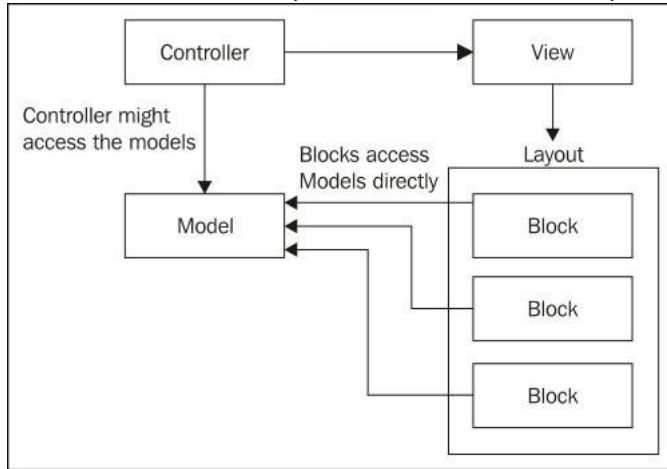 Controller
View
Controller might
access the models
Blocks access
Models directly
Layout
Model
Block
Block
Block